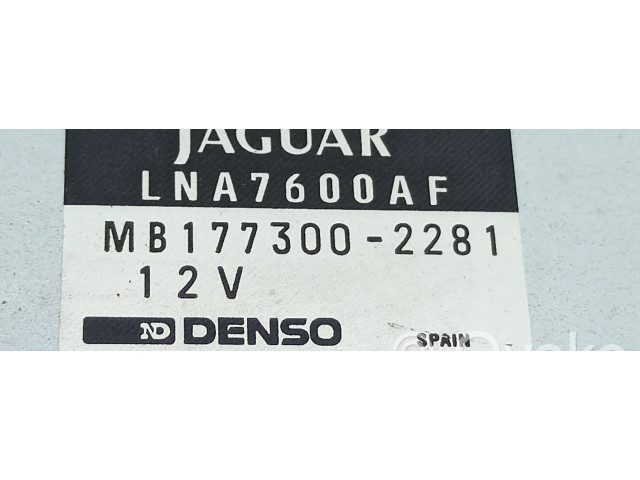 JAGUAR
LNA7600AF
MB177300-2281
12V
ND DENSO SPAIN